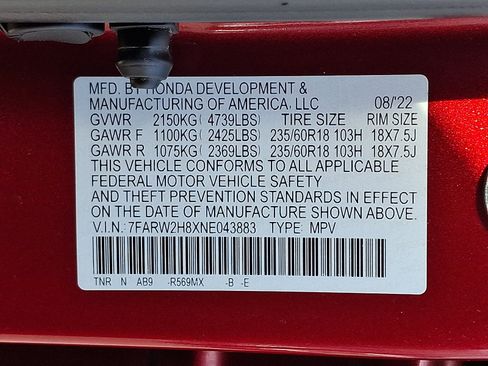 MFD. BY HONDA DEVELOPMENT &
MANUFACTURING OF AMERICA, LLC 08/'22
GVWR 2150KG( 4739LBS) TIRE SIZE RIM SIZE
GAWR F 1100KG( 2425LBS) 235/60R18 103H 18X7.5J
GAWR R 1075KG( 2369LBS) 235/60R18 103H 18X7.5J
THIS VEHICLE CONFORMS TO ALL APPLICABLE
FEDERAL MOTOR VEHICLE SAFETY
AND THEFT PREVENTION STANDARDS IN EFFECT
ON THE DATE OF MANUFACTURE SHOWN ABOVE.
V.I.N.: 7FARW2H8XNE043883 TYPE: MPV
TNR N AB9 -R569MX -B -E